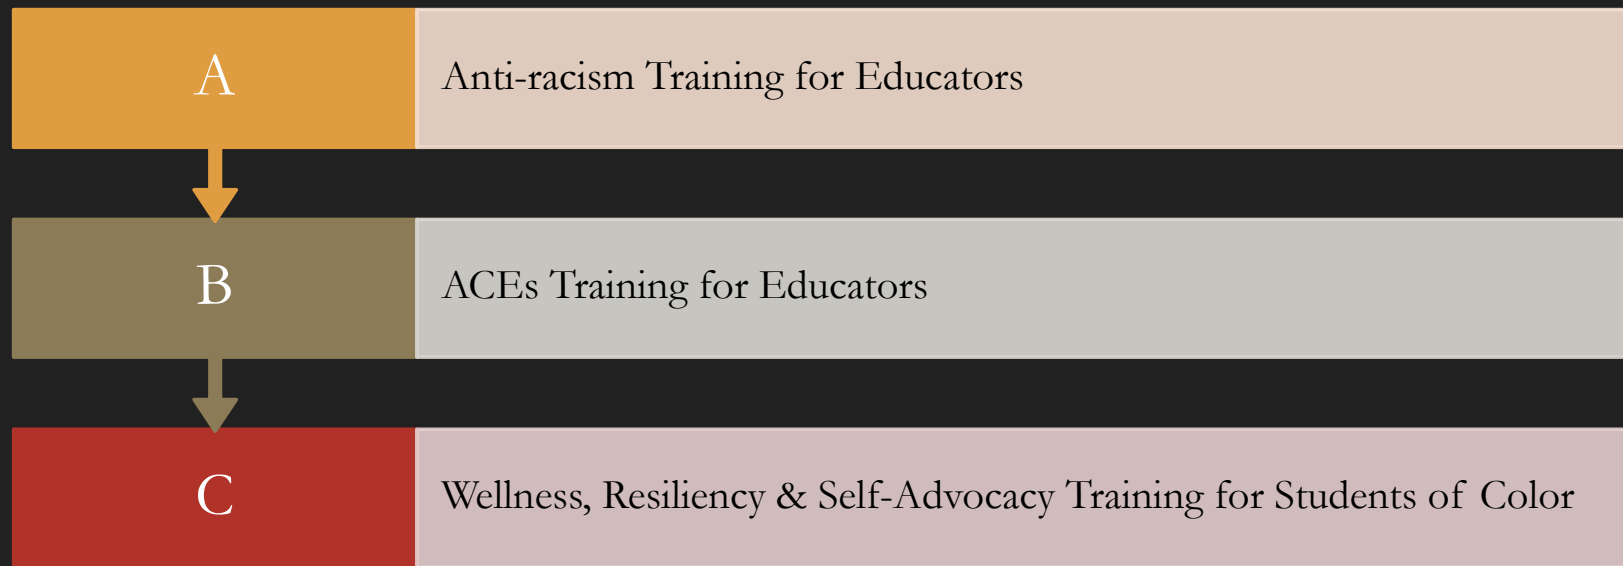 A
Anti-racism Training for Educators
B
ACEs Training for Educators
C
Wellness, Resiliency & Self-Advocacy Training for Students of Color